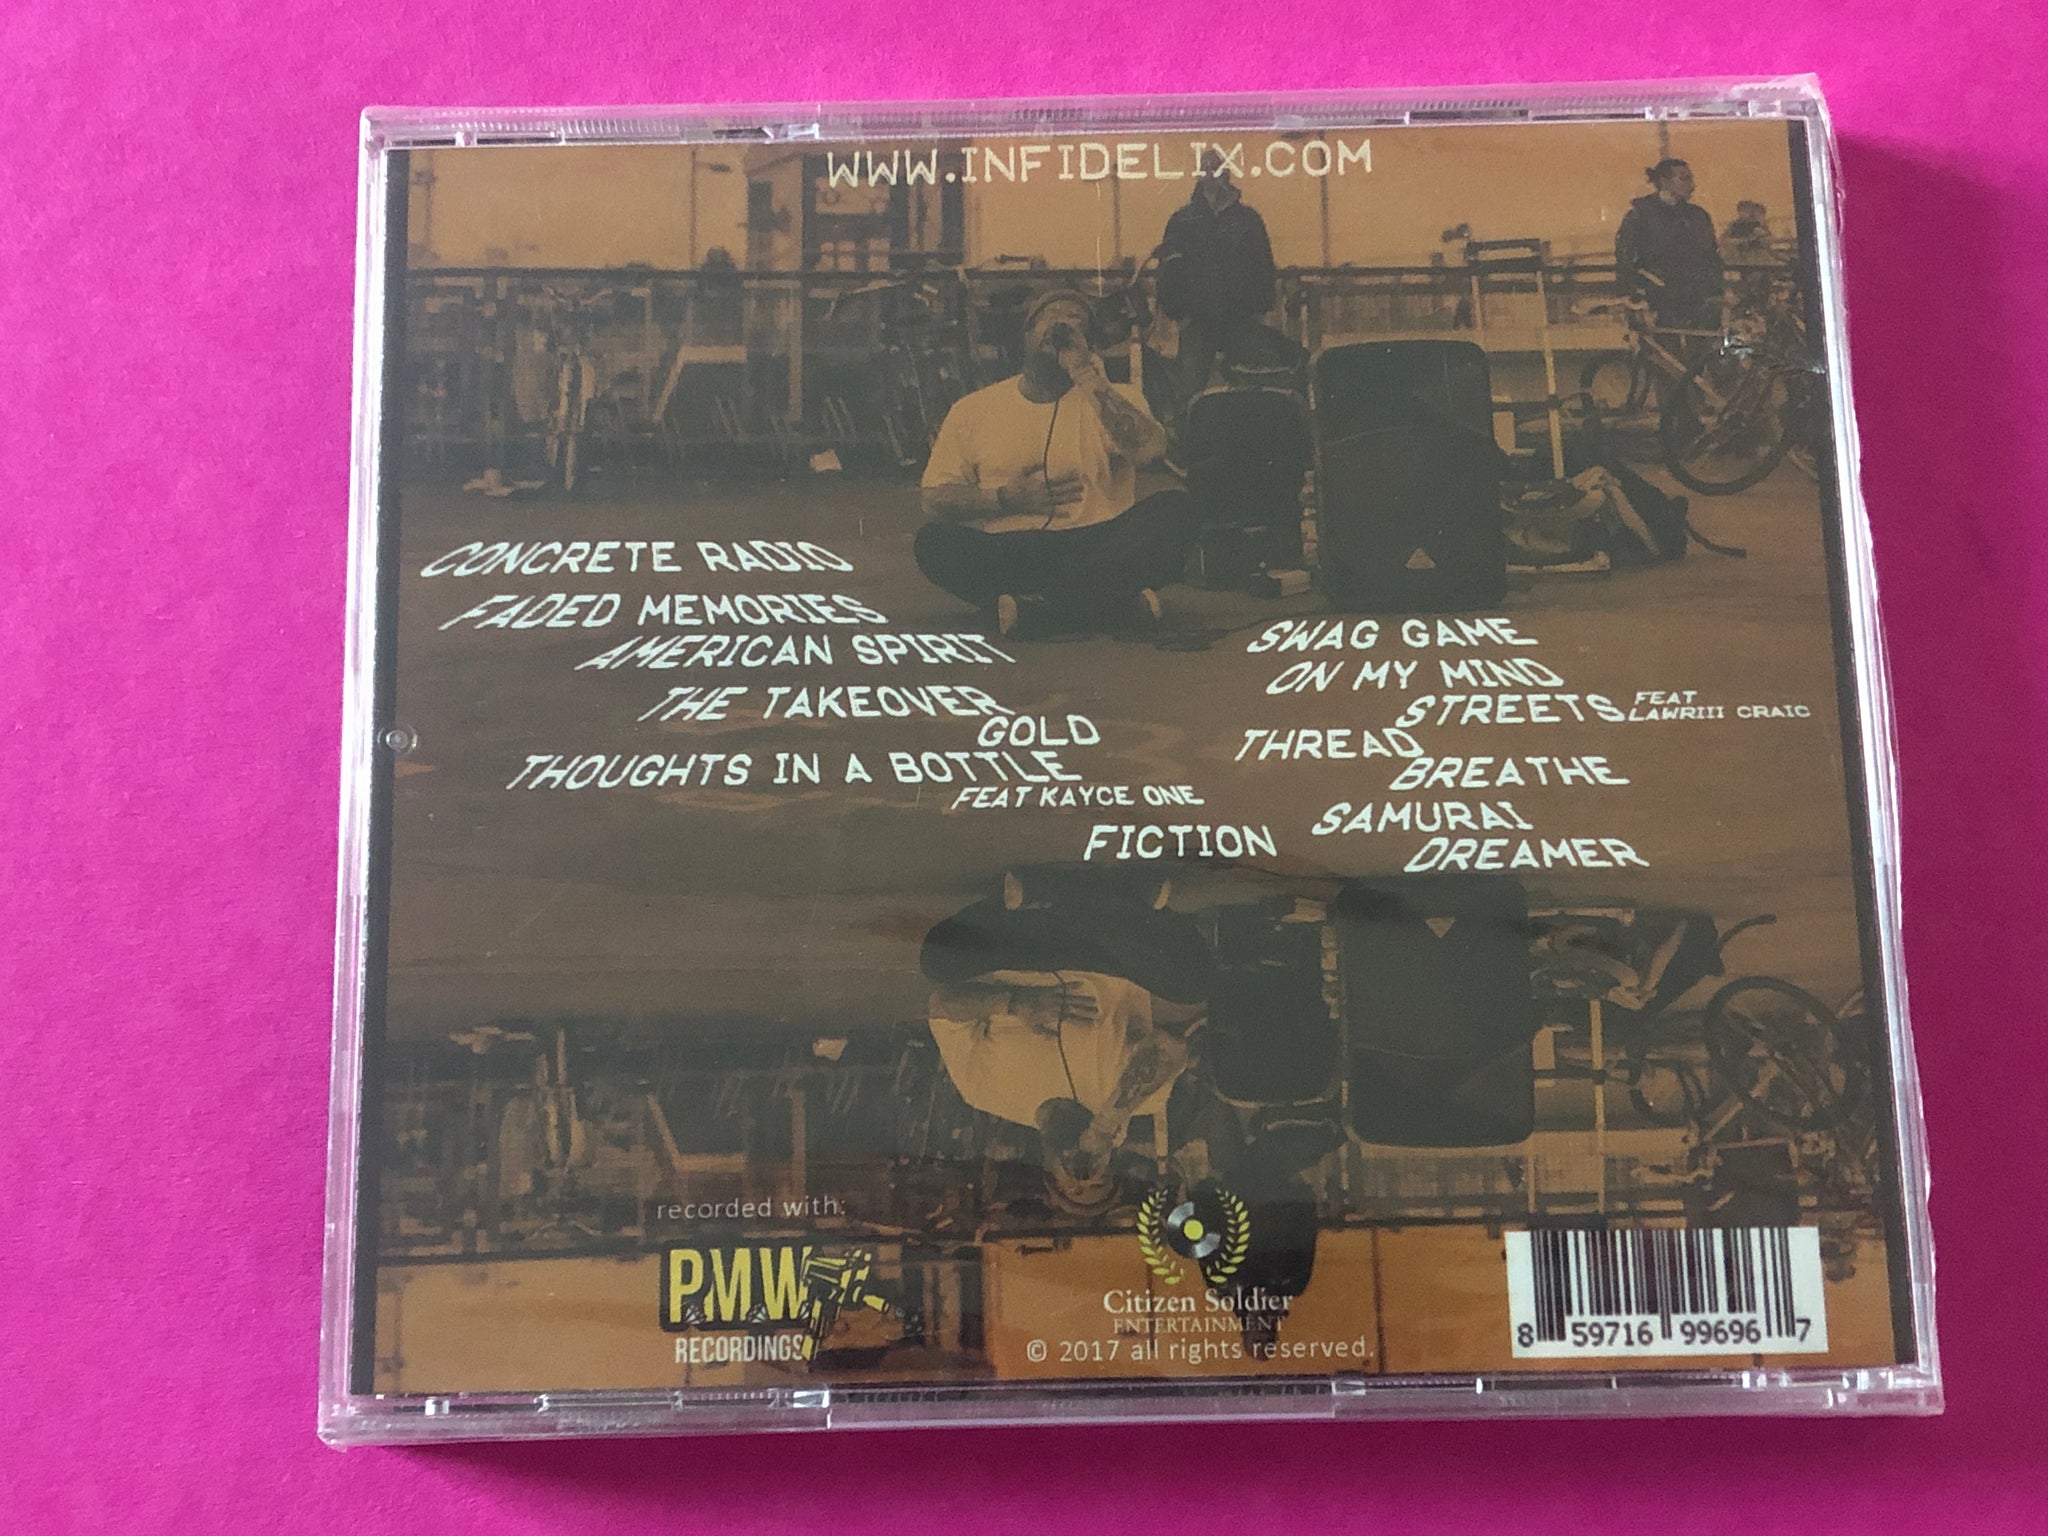 WWW.INFIDELIX.COM
CONCRETE RADIO
FADED MEMORIES
AMERICAN SPIRIT
THE TAKEOVER
GOLD
THOUGHTS IN A BOTTLE
FEAT KAYCE ONE
FICTION
SWAG GAME
ON MY MIND
STREETS FEAT
LAWRIII CRAIC
THREAD
BREATHE
SAMURAI
DREAMER
recorded with:
P.M.W
RECORDINGS
Citizen Soldier
ENTERTAINMENT
© 2017 all rights reserved.
8 59716 99696 7